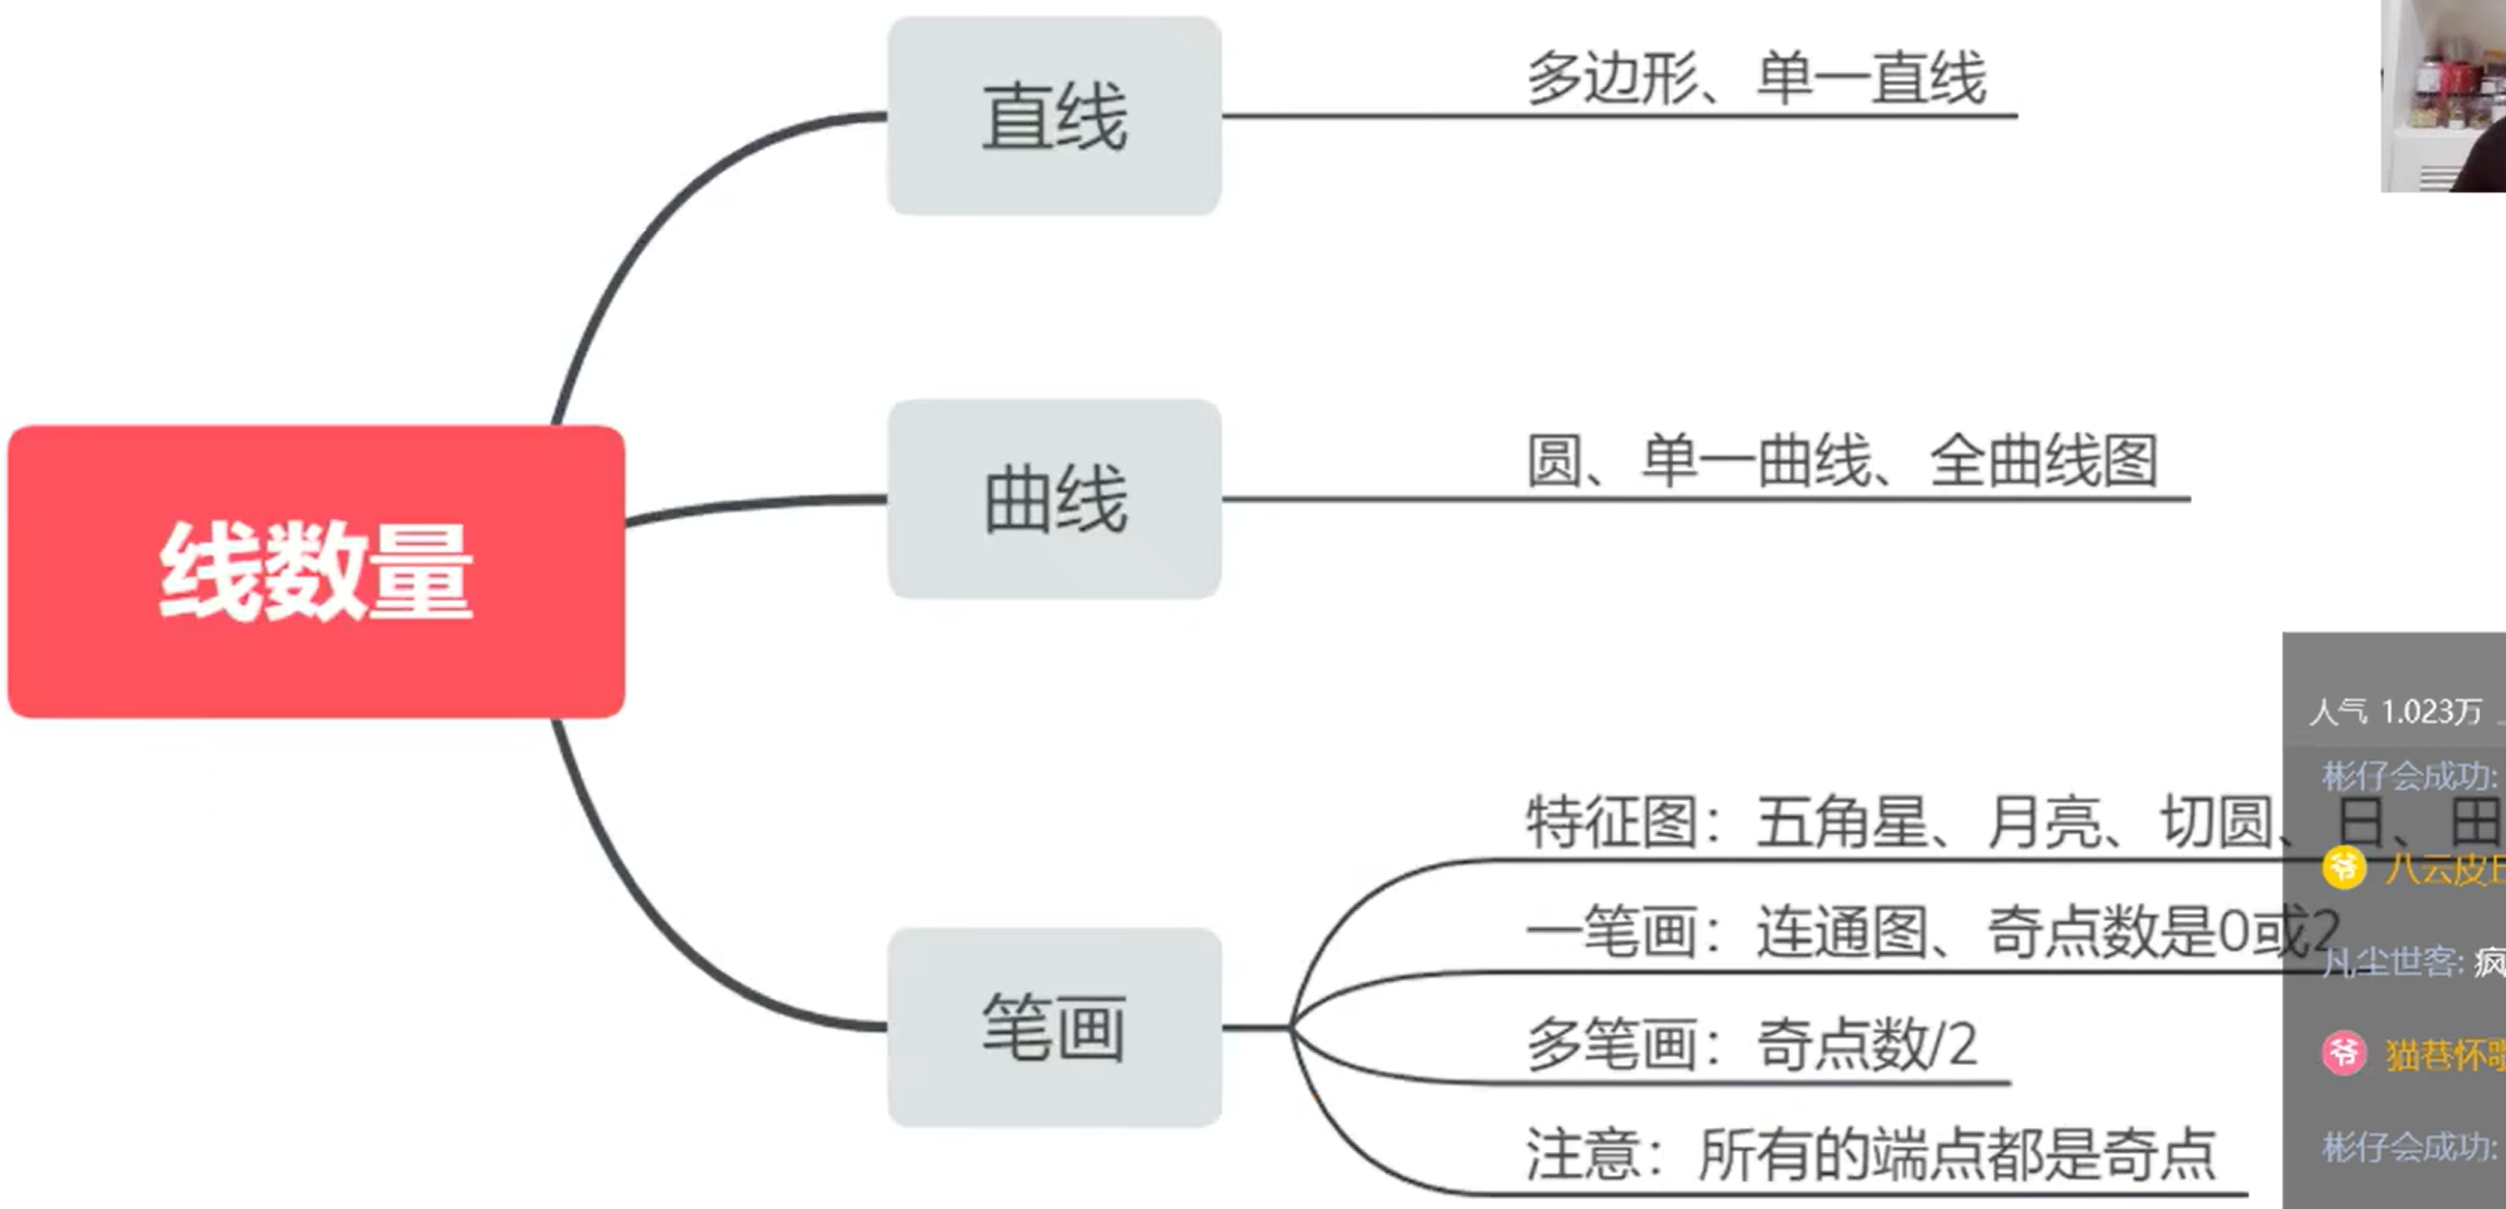 线数量
直线
多边形、单一直线
曲线
圆、单一曲线、全曲线图
笔画
特征图：五角星、月亮、切圆、日、田
一笔画：连通图、奇点数是0或2
多笔画：奇点数/2
注意：所有的端点都是奇点
人气 1.023万
彬仔会成功:
爷 八云皮
凡尘世客: 疯
爷 猫巷怀
彬仔会成功: